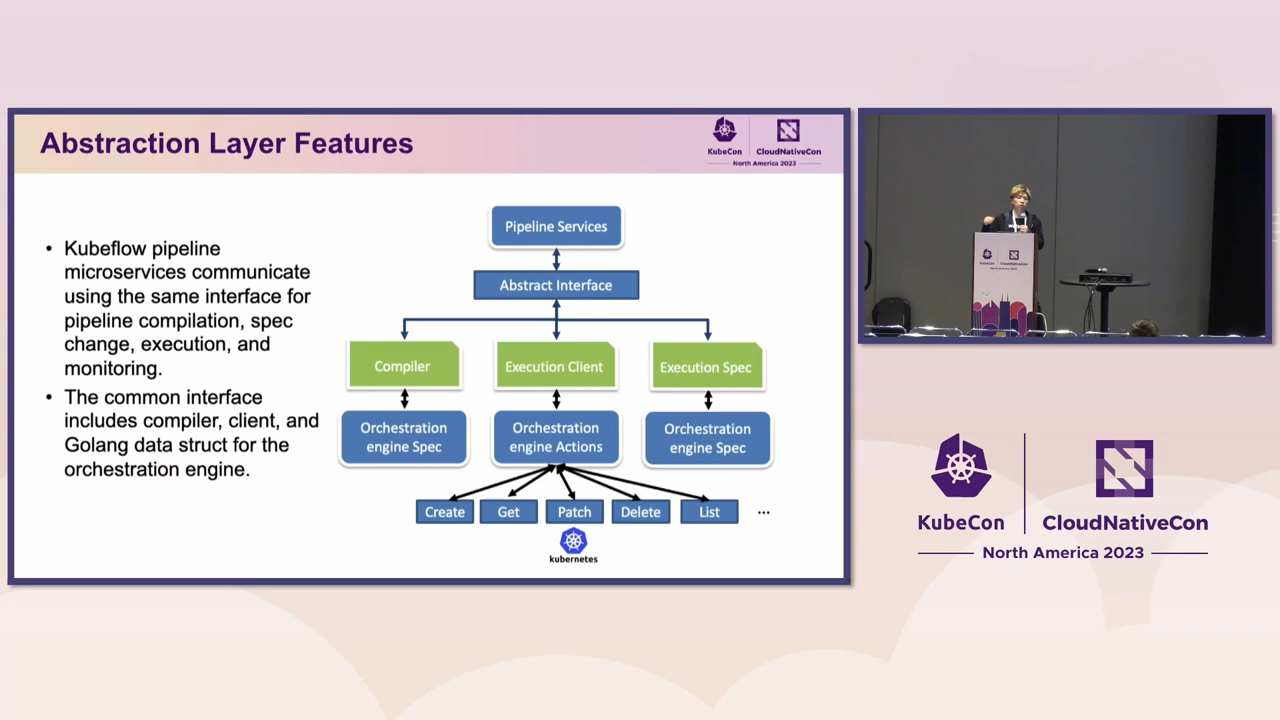 Abstraction Layer Features
KubeCon
CloudNativeCon
North America 2023
• Kubeflow pipeline
microservices communicate
using the same interface for
pipeline compilation, spec
change, execution, and
monitoring.
• The common interface
includes compiler, client, and
Golang data struct for the
orchestration engine.
Pipeline Services
Abstract Interface
Compiler
Execution Client
Execution Spec
Orchestration
engine Spec
Orchestration
engine Actions
Orchestration
engine Spec
Create
Get
Patch
Delete
List
...
kubernetes
KubeCon
CloudNativeCon
KubeCon
CloudNativeCon
North America 2023